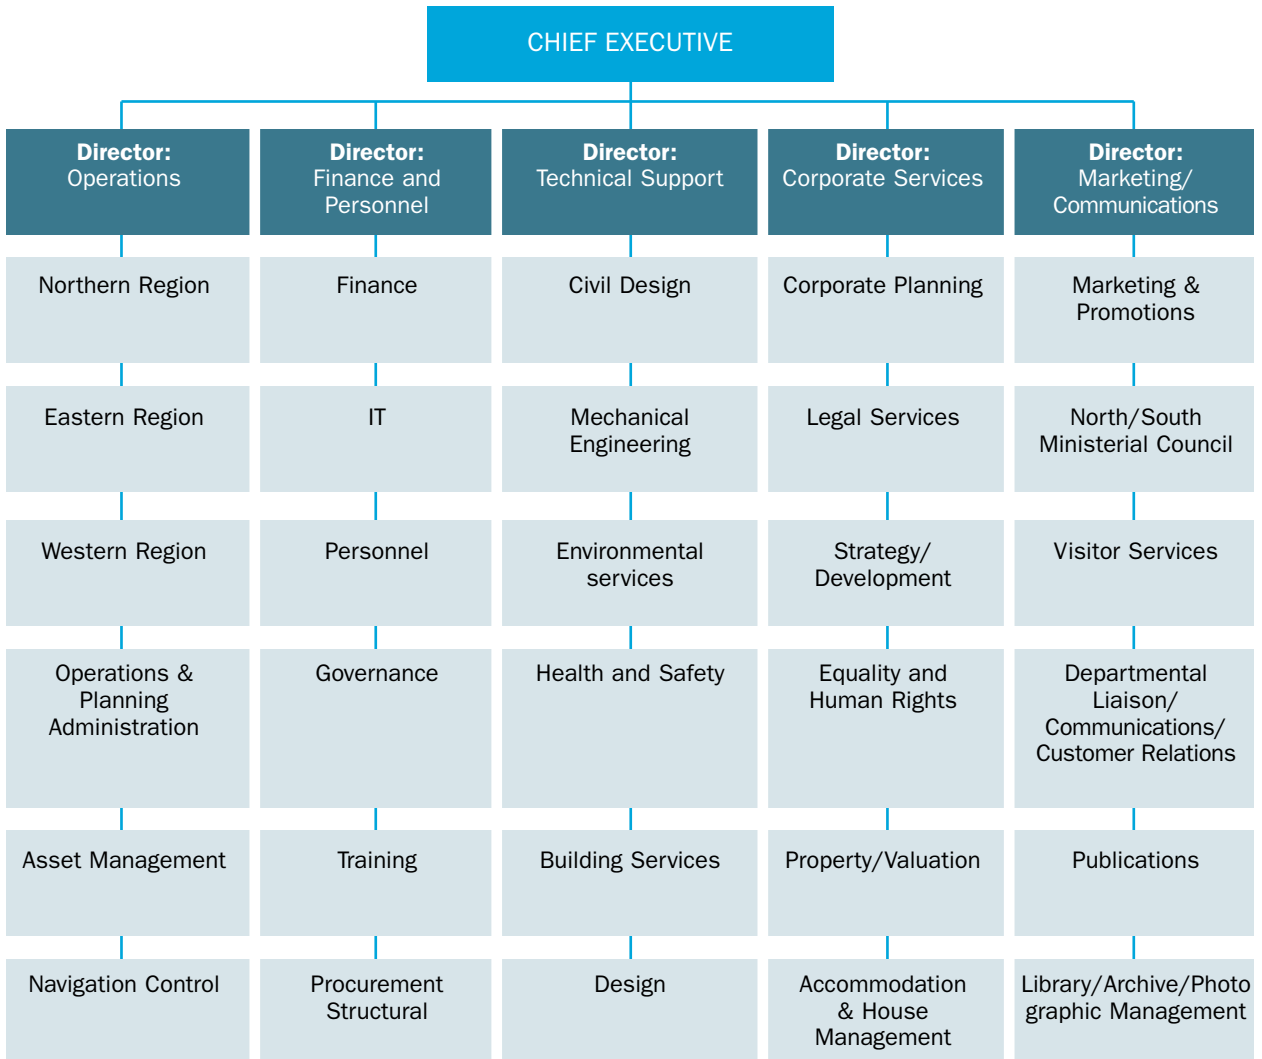 CHIEF EXECUTIVE
Director:
Operations
Director:
Finance and
Personnel
Director:
Technical Support
Director:
Corporate Services
Director:
Marketing/
Communications
Northern Region
Finance
Civil Design
Corporate Planning
Marketing &
Promotions
Eastern Region
IT
Mechanical
Engineering
Legal Services
North/South
Ministerial Council
Western Region
Personnel
Environmental
services
Strategy/
Development
Visitor Services
Operations &
Planning
Administration
Governance
Health and Safety
Equality and
Human Rights
Departmental
Liaison/
Communications/
Customer Relations
Asset Management
Training
Building Services
Property/Valuation
Publications
Navigation Control
Procurement
Structural
Design
Accommodation
& House
Management
Library/Archive/Photo
graphic Management